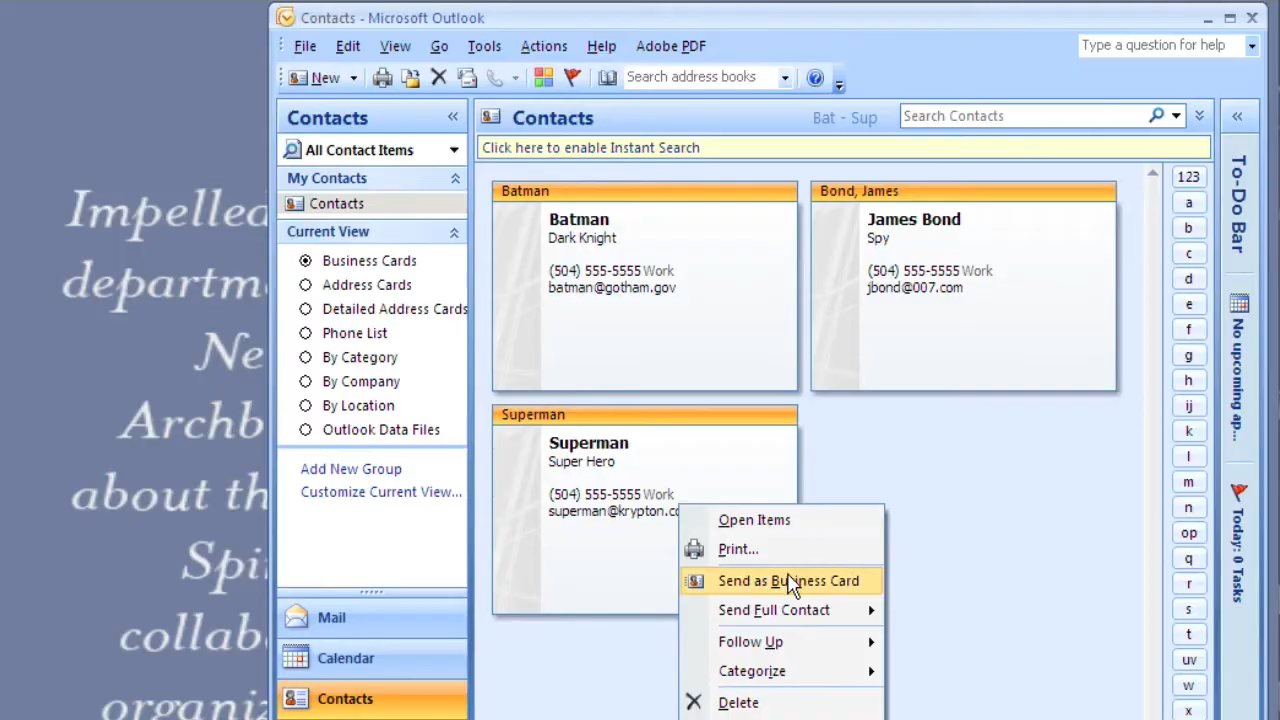 Contacts - Microsoft Outlook
File Edit View Go Tools Actions Help Adobe PDF
Type a question for help
New
Search address books
Contacts
All Contact Items
My Contacts
Contacts
Current View
Business Cards
Address Cards
Detailed Address Cards
Phone List
By Category
By Company
By Location
Outlook Data Files
Add New Group
Customize Current View...
Mail
Calendar
Contacts
Contacts
Bat - Sup
Search Contacts
Click here to enable Instant Search
Batman
Batman
Dark Knight
(504) 555-5555 Work
batman@gotham.gov
Bond, James
James Bond
Spy
(504) 555-5555 Work
jbond@007.com
Superman
Superman
Super Hero
(504) 555-5555 Work
superman@krypton.co
Open Items
Print...
Send as Business Card
Send Full Contact
Follow Up
Categorize
Delete
123
a
b
c
d
e
f
g
h
ij
k
l
m
n
op
q
r
s
t
uv
w
x
To-Do Bar
No upcoming ap...
Today: 0 Tasks
Impelled
departm
Ne
Archb
about th
Spi
collab
organiz